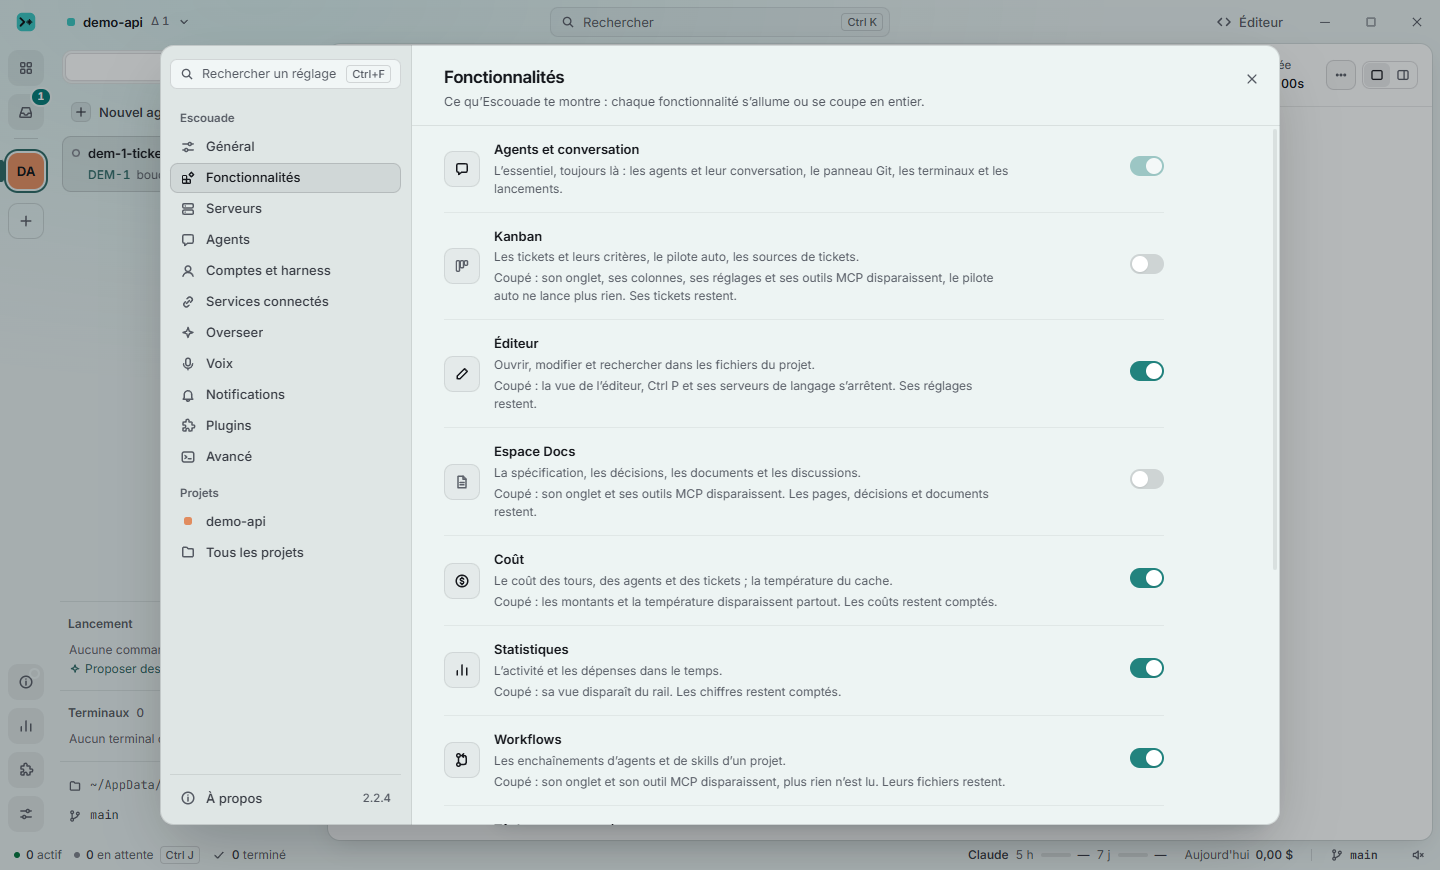 demo-api Δ 1
Rechercher Ctrl K
Éditeur
1
Nouvel ag
DA
dem-1-ticke
DEM-1 bouc
ée
00s
Rechercher un réglage Ctrl+F
Escouade
Général
Fonctionnalités
Serveurs
Agents
Comptes et harness
Services connectés
Overseer
Voix
Notifications
Plugins
Avancé
Projets
demo-api
Tous les projets
À propos 2.2.4
Fonctionnalités
Ce qu’Escouade te montre : chaque fonctionnalité s’allume ou se coupe en entier.
Agents et conversation
L’essentiel, toujours là : les agents et leur conversation, le panneau Git, les terminaux et les
lancements.
Kanban
Les tickets et leurs critères, le pilote auto, les sources de tickets.
Coupé : son onglet, ses colonnes, ses réglages et ses outils MCP disparaissent, le pilote
auto ne lance plus rien. Ses tickets restent.
Éditeur
Ouvrir, modifier et rechercher dans les fichiers du projet.
Coupé : la vue de l’éditeur, Ctrl P et ses serveurs de langage s’arrêtent. Ses réglages
restent.
Espace Docs
La spécification, les décisions, les documents et les discussions.
Coupé : son onglet et ses outils MCP disparaissent. Les pages, décisions et documents
restent.
Coût
Le coût des tours, des agents et des tickets ; la température du cache.
Coupé : les montants et la température disparaissent partout. Les coûts restent comptés.
Statistiques
L’activité et les dépenses dans le temps.
Coupé : sa vue disparaît du rail. Les chiffres restent comptés.
Workflows
Les enchaînements d’agents et de skills d’un projet.
Coupé : son onglet et son outil MCP disparaissent, plus rien n’est lu. Leurs fichiers restent.
Lancement
Aucune comma
Proposer des
Terminaux 0
Aucun terminal
~/AppData/
main
0 actif 0 en attente Ctrl J 0 terminé
Claude 5 h — 7 j — Aujourd'hui 0,00 $ main